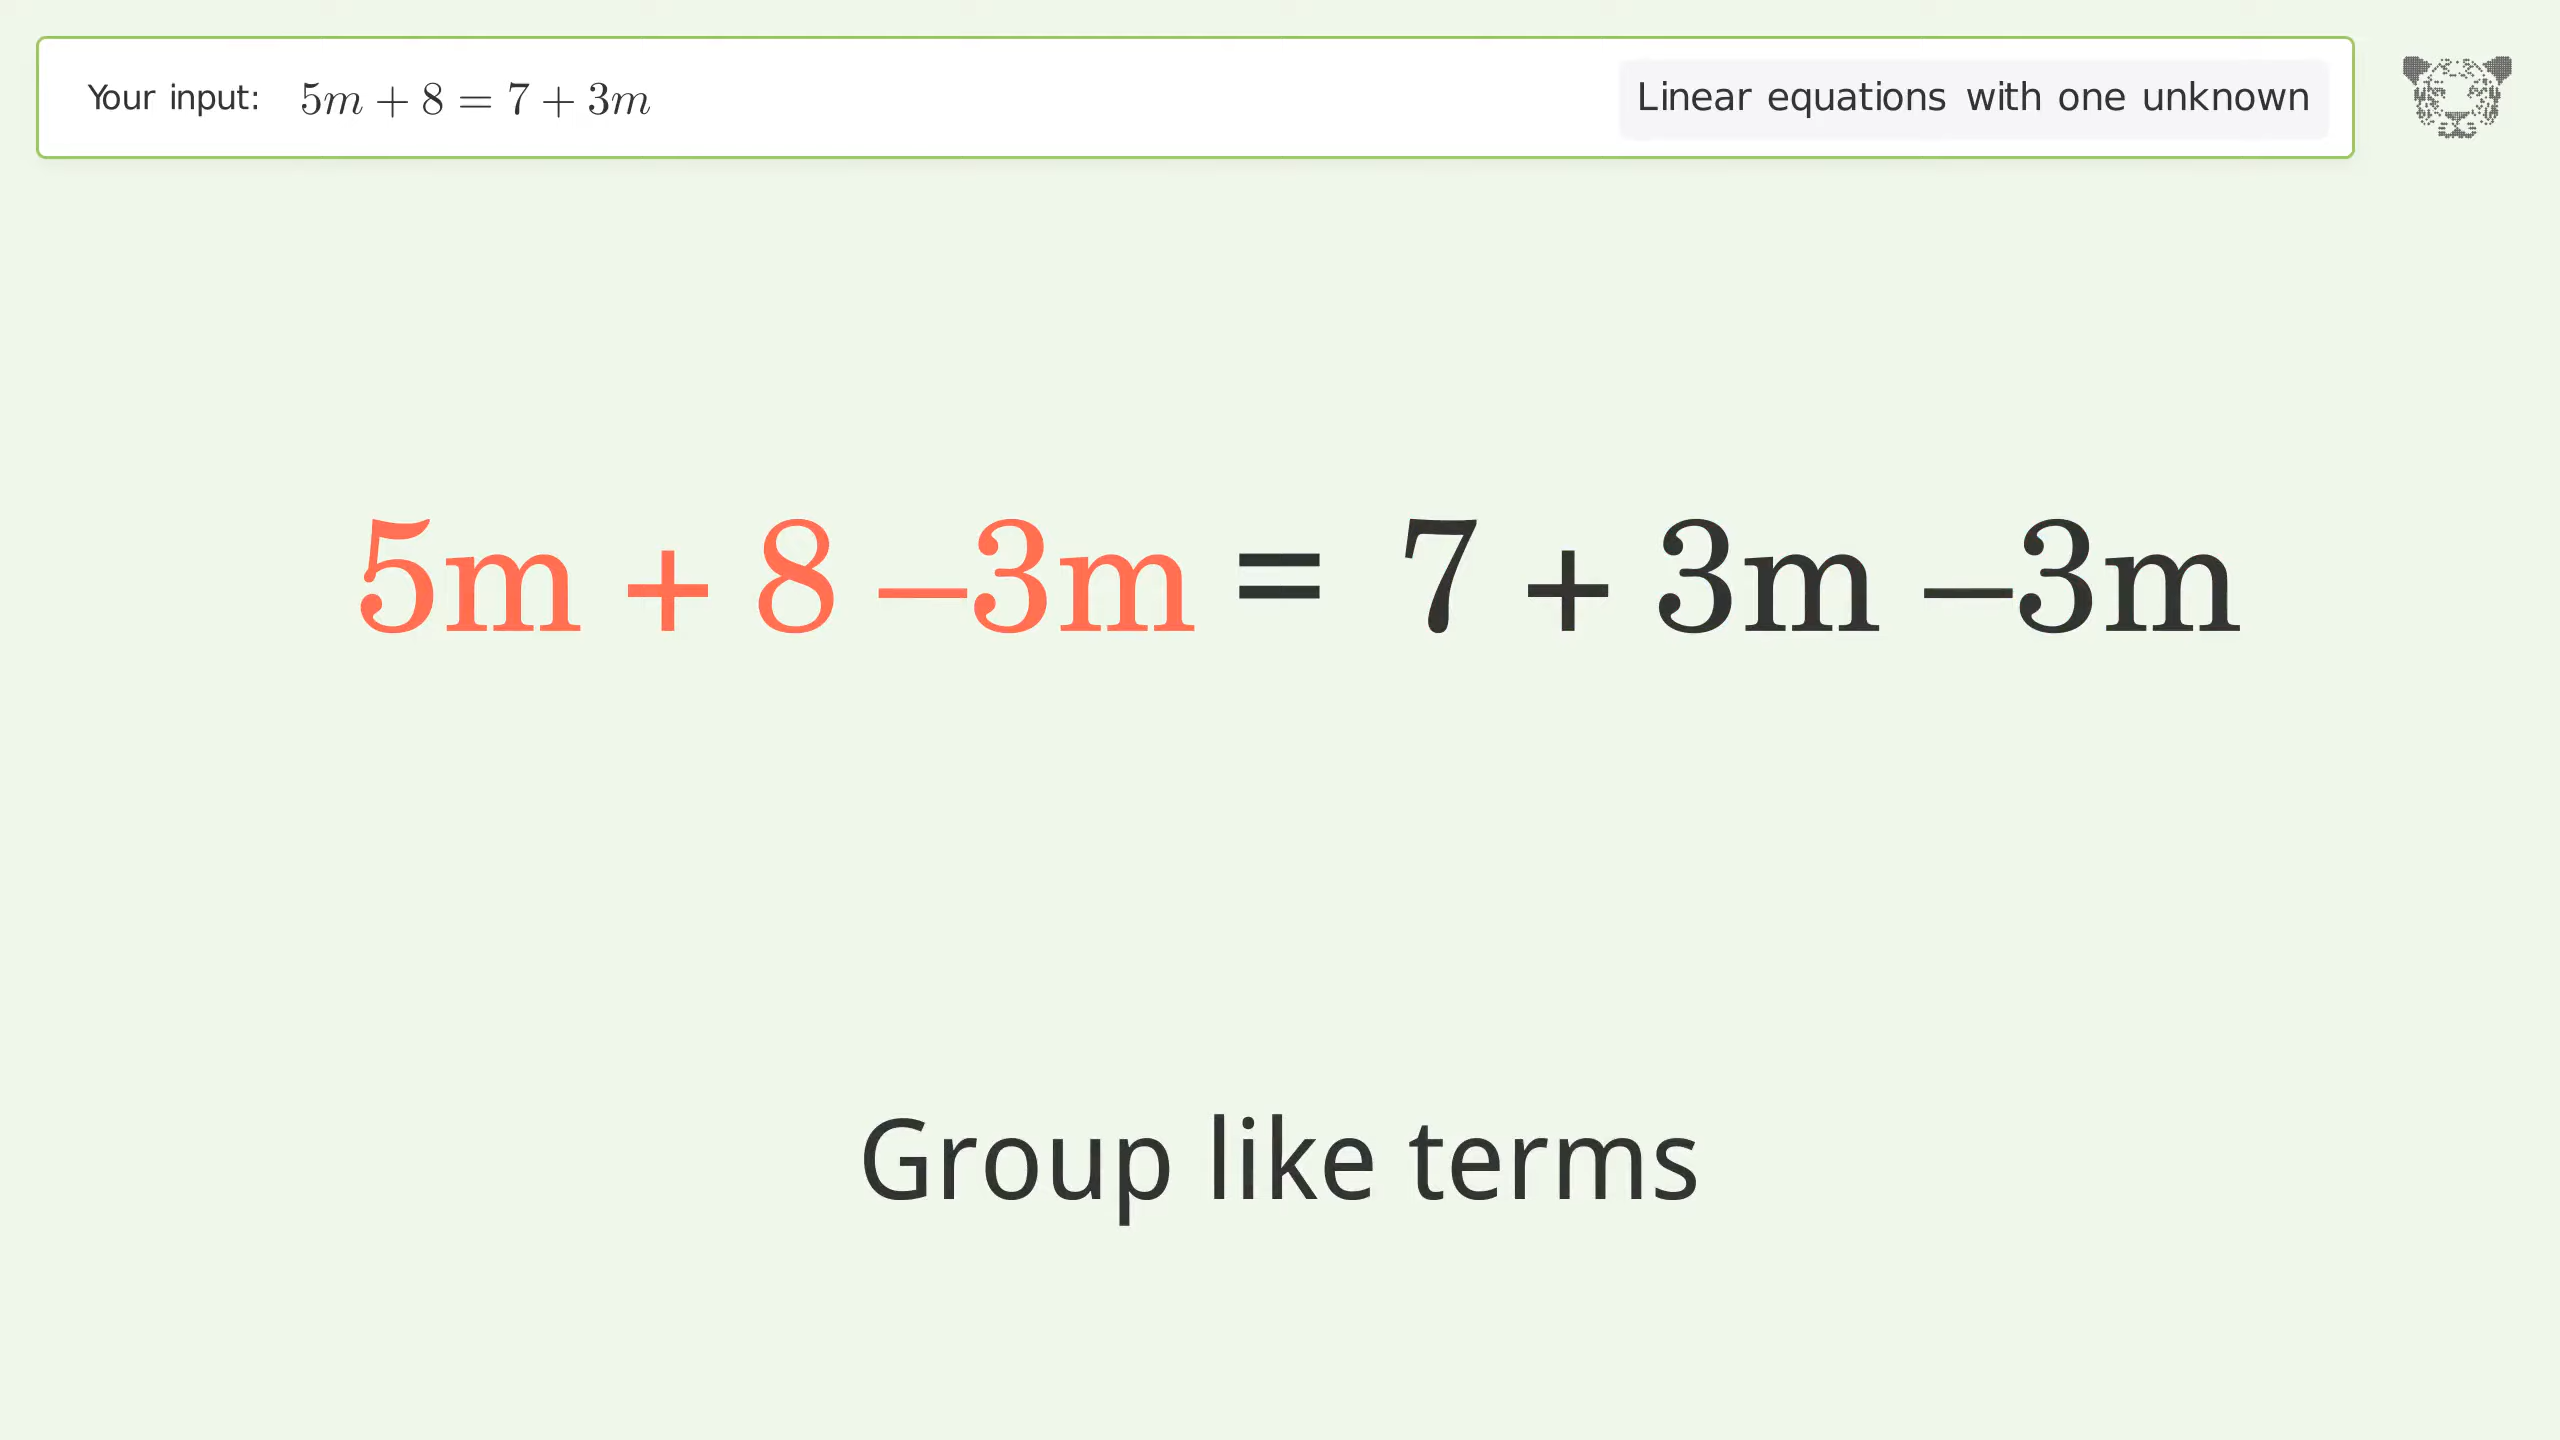 Your input: 5m + 8 = 7 + 3m
Linear equations with one unknown
5m + 8 –3m = 7 + 3m –3m
Group like terms